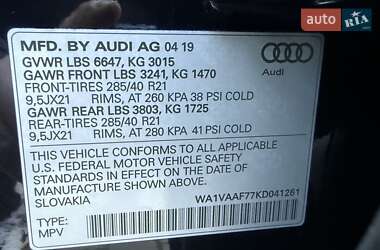 auto RIA
MFD. BY AUDI AG 04 19
GVWR LBS 6647, KG 3015
GAWR FRONT LBS 3241, KG 1470
FRONT-TIRES 285/40 R21
9,5JX21 RIMS, AT 260 KPA 38 PSI COLD
GAWR REAR LBS 3803, KG 1725
REAR-TIRES 285/40 R21
9,5JX21 RIMS, AT 280 KPA 41 PSI COLD
Audi
THIS VEHICLE CONFORMS TO ALL APPLICABLE
U.S. FEDERAL MOTOR VEHICLE SAFETY
STANDARDS IN EFFECT ON THE DATE OF
MANUFACTURE SHOWN ABOVE.
SLOVAKIA WA1VAAF77KD041261
TYPE:
MPV